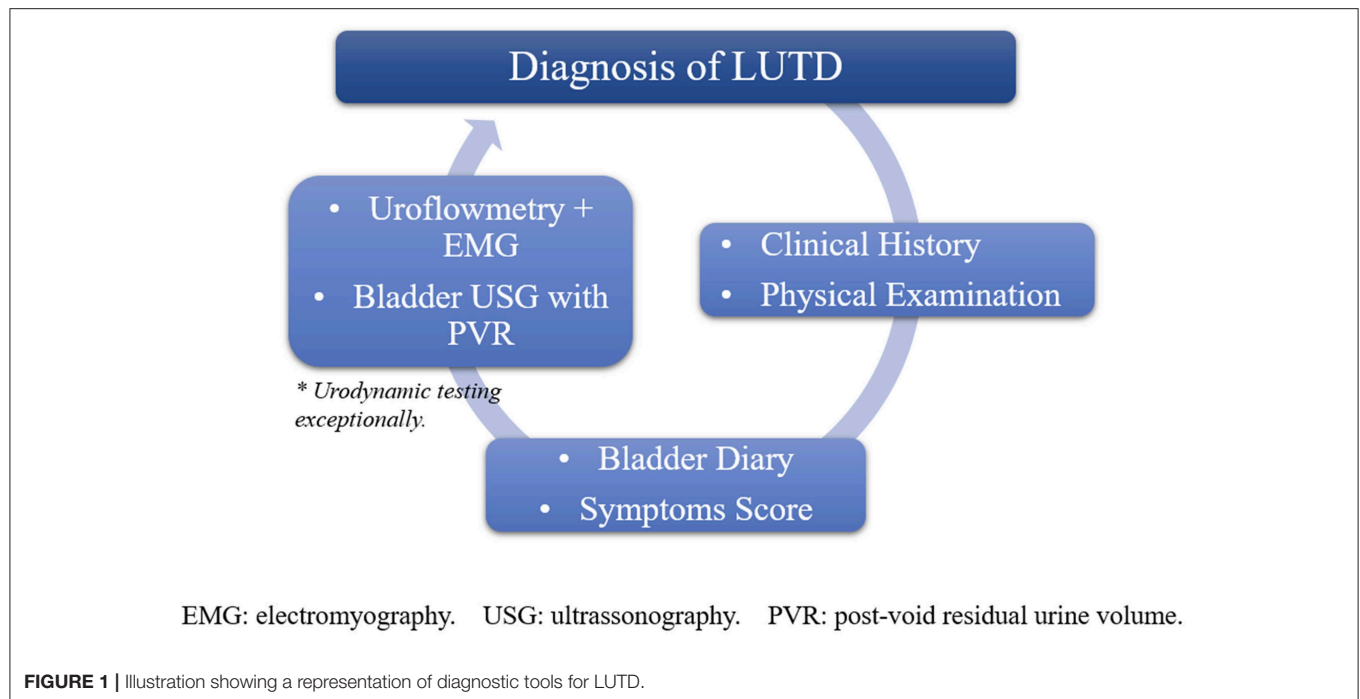 Diagnosis of LUTD
• Uroflowmetry +
EMG
• Bladder USG with
PVR
* Urodynamic testing
exceptionally.
• Clinical History
• Physical Examination
• Bladder Diary
• Symptoms Score
EMG: electromyography. USG: ultrassonography. PVR: post-void residual urine volume.
FIGURE 1 | Illustration showing a representation of diagnostic tools for LUTD.